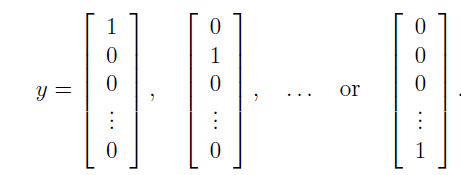 y = [1 0 0 ⋮ 0], [0 1 0 ⋮ 0], ... or [0 0 0 ⋮ 1].